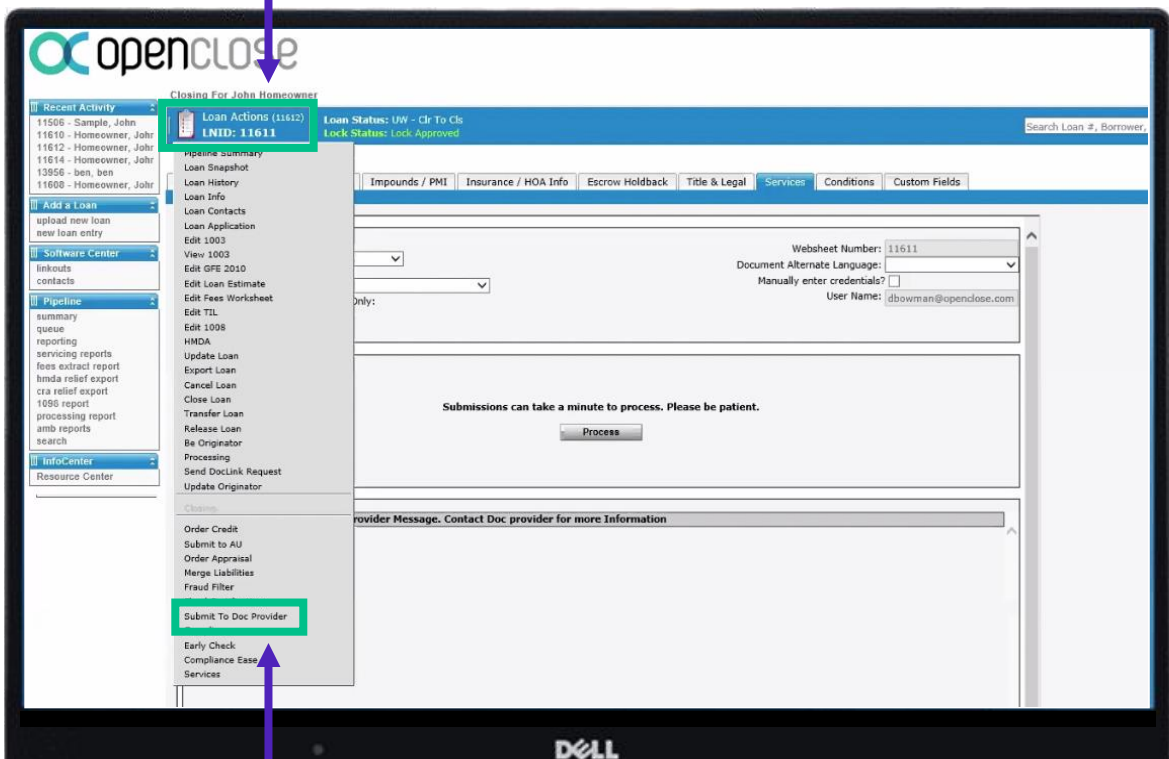 openclose
Closing For John Homeowner
Recent Activity
11506 - Sample, John
11610 - Homeowner, Johr
11612 - Homeowner, Johr
11614 - Homeowner, Johr
13956 - ben, ben
11608 - Homeowner, Johr
Add a Loan
upload new loan
new loan entry
Software Center
linkouts
contacts
Pipeline
summary
queue
reporting
servicing reports
fees extract report
hmda relief export
cra relief export
1098 report
processing report
amb reports
search
InfoCenter
Resource Center
Loan Actions (11612)
LNID: 11611
Loan Status: UW - Clr To Cls
Lock Status: Lock Approved
Search Loan #, Borrower,
Pipeline Summary
Loan Snapshot
Loan History
Loan Info
Loan Contacts
Loan Application
Edit 1003
View 1003
Edit GFE 2010
Edit Loan Estimate
Edit Fees Worksheet
Edit TIL
Edit 1008
HMDA
Update Loan
Export Loan
Cancel Loan
Close Loan
Transfer Loan
Release Loan
Be Originator
Processing
Send DocLink Request
Update Originator
Closing
Order Credit
Submit to AU
Order Appraisal
Merge Liabilities
Fraud Filter
Submit To Doc Provider
Early Check
Compliance Ease
Services
Impounds / PMI Insurance / HOA Info Escrow Holdback Title & Legal Services Conditions Custom Fields
Websheet Number: 11611
Document Alternate Language:
Manually enter credentials?
Only:
User Name: dbowman@openclose.com
Submissions can take a minute to process. Please be patient.
Process
rovider Message. Contact Doc provider for more Information
DELL